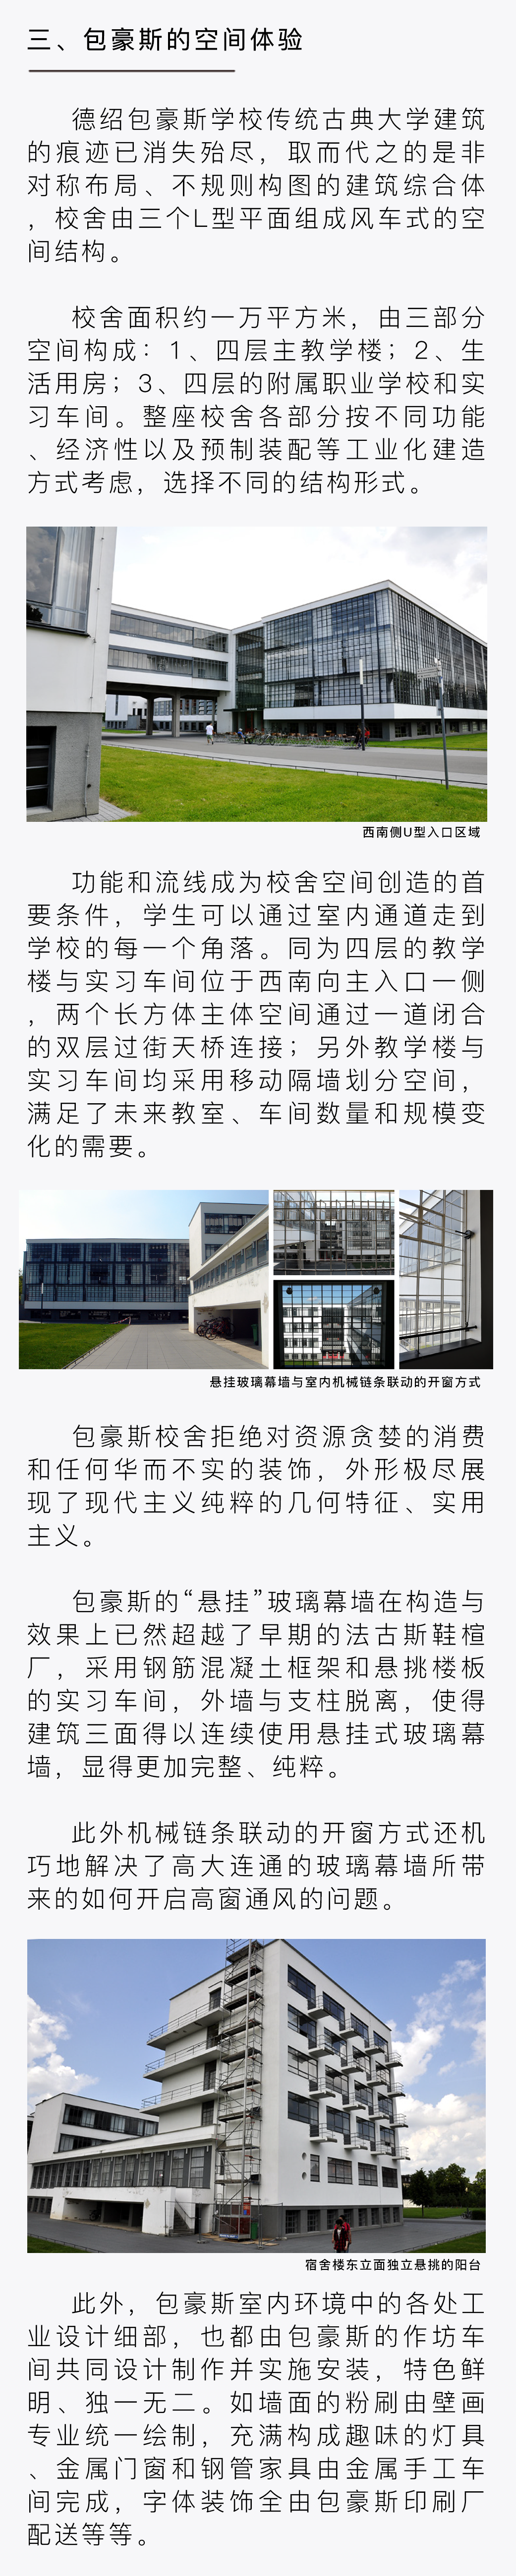 三、包豪斯的空间体验
德绍包豪斯学校传统古典大学建筑
的痕迹已消失殆尽，取而代之的是非
对称布局、不规则构图的建筑综合体
，校舍由三个L型平面组成风车式的空
间结构。
校舍面积约一万平方米，由三部分
空间构成：1、四层主教学楼；2、生
活用房；3、四层的附属职业学校和实
习车间。整座校舍各部分按不同功能
、经济性以及预制装配等工业化建造
方式考虑，选择不同的结构形式。
西南侧U型入口区域
功能和流线成为校舍空间创造的首
要条件，学生可以通过室内通道走到
学校的每一个角落。同为四层的教学
楼与实习车间位于西南向主入口一侧
，两个长方体主体空间通过一道闭合
的双层过街天桥连接；另外教学楼与
实习车间均采用移动隔墙划分空间，
满足了未来教室、车间数量和规模变
化的需要。
悬挂玻璃幕墙与室内机械链条联动的开窗方式
包豪斯校舍拒绝对资源贪婪的消费
和任何华而不实的装饰，外形极尽展
现了现代主义纯粹的几何特征、实用
主义。
包豪斯的“悬挂”玻璃幕墙在构造与
效果上已然超越了早期的法古斯鞋楦
厂，采用钢筋混凝土框架和悬挑楼板
的实习车间，外墙与支柱脱离，使得
建筑三面得以连续使用悬挂式玻璃幕
墙，显得更加完整、纯粹。
此外机械链条联动的开窗方式还机
巧地解决了高大连通的玻璃幕墙所带
来的如何开启高窗通风的问题。
宿舍楼东立面独立悬挑的阳台
此外，包豪斯室内环境中的各处工
业设计细部，也都由包豪斯的作坊车
间共同设计制作并实施安装，特色鲜
明、独一无二。如墙面的粉刷由壁画
专业统一绘制，充满构成趣味的灯具
、金属门窗和钢管家具由金属手工车
间完成，字体装饰全由包豪斯印刷厂
配送等等。